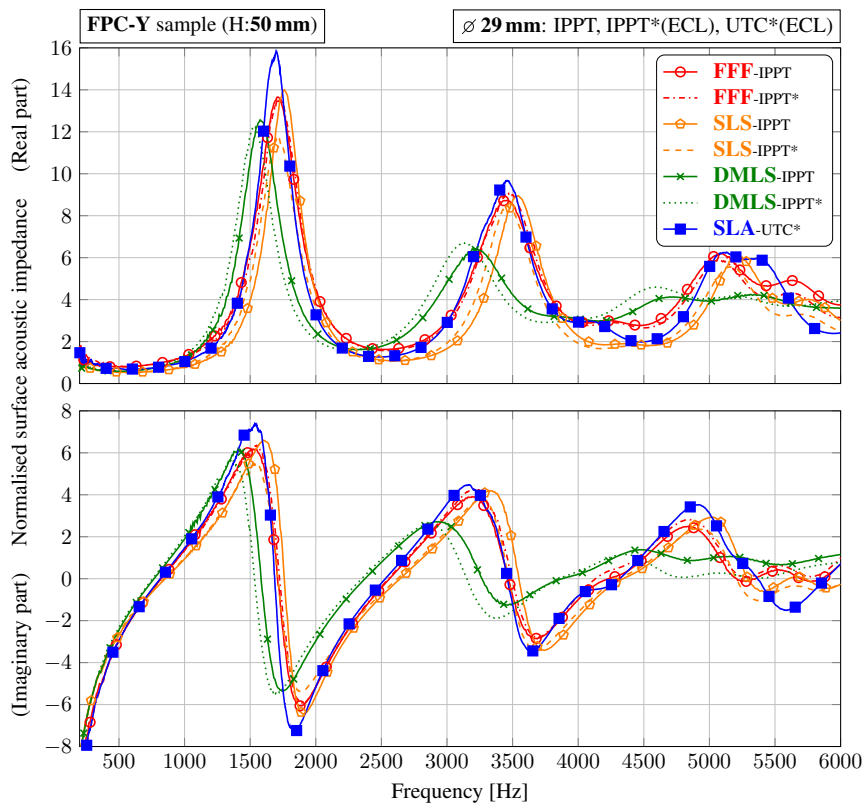 FPC-Y sample (H:50 mm)
⌀ 29 mm: IPPT, IPPT*(ECL), UTC*(ECL)
Normalised surface acoustic impedance (Real part)
(Imaginary part)
16
14
12
10
8
6
4
2
0
FFF-IPPT
FFF-IPPT*
SLS-IPPT
SLS-IPPT*
DMLS-IPPT
DMLS-IPPT*
SLA-UTC*
8
6
4
2
0
−2
−4
−6
−8
500 1000 1500 2000 2500 3000 3500 4000 4500 5000 5500 6000
Frequency [Hz]